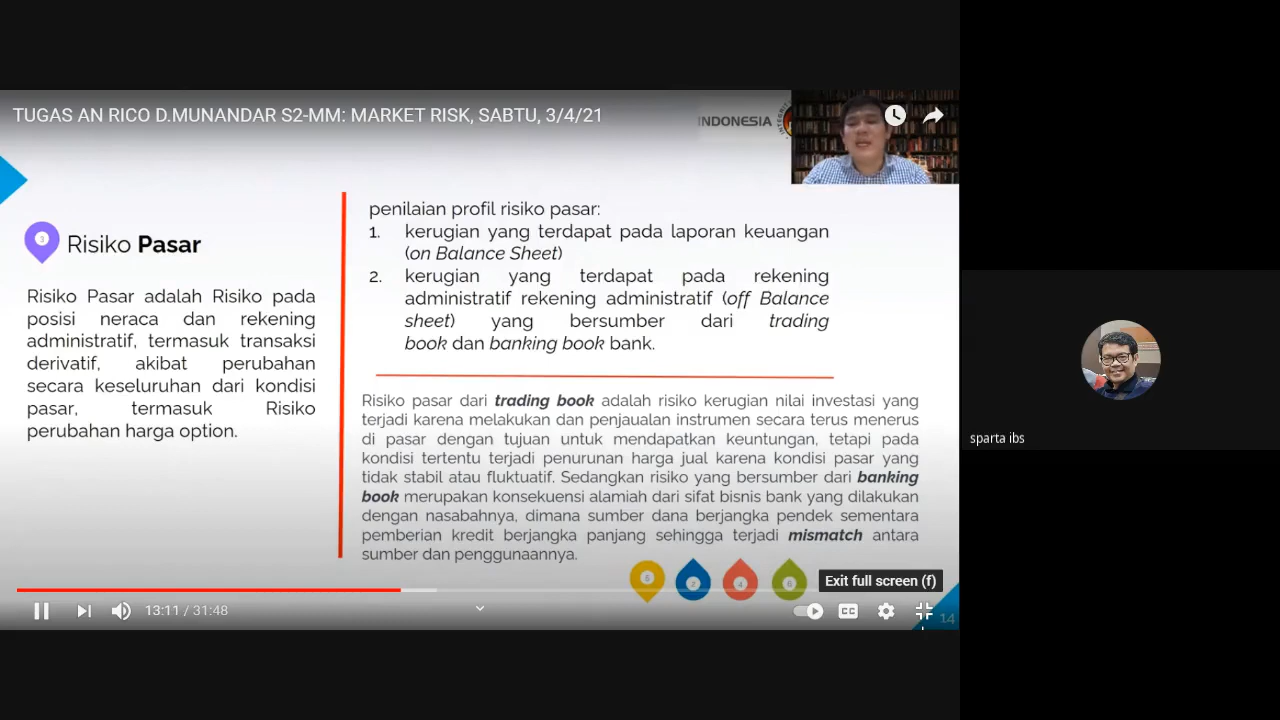 TUGAS AN RICO D.MUNANDAR S2-MM: MARKET RISK, SABTU, 3/4/21
INDONESIA
3
Risiko Pasar
Risiko Pasar adalah Risiko pada
posisi neraca dan rekening
administratif, termasuk transaksi
derivatif, akibat perubahan
secara keseluruhan dari kondisi
pasar, termasuk Risiko
perubahan harga option.
penilaian profil risiko pasar:
1. kerugian yang terdapat pada laporan keuangan
(on Balance Sheet)
2. kerugian yang terdapat pada rekening
administratif rekening administratif (off Balance
sheet) yang bersumber dari trading
book dan banking book bank.
Risiko pasar dari trading book adalah risiko kerugian nilai investasi yang
terjadi karena melakukan dan penjaualan instrumen secara terus menerus
di pasar dengan tujuan untuk mendapatkan keuntungan, tetapi pada
kondisi tertentu terjadi penurunan harga jual karena kondisi pasar yang
tidak stabil atau fluktuatif. Sedangkan risiko yang bersumber dari banking
book merupakan konsekuensi alamiah dari sifat bisnis bank yang dilakukan
dengan nasabahnya, dimana sumber dana berjangka pendek sementara
pemberian kredit berjangka panjang sehingga terjadi mismatch antara
sumber dan penggunaannya.
Exit full screen (f)
13:11 / 31:48
CC
14
sparta ibs